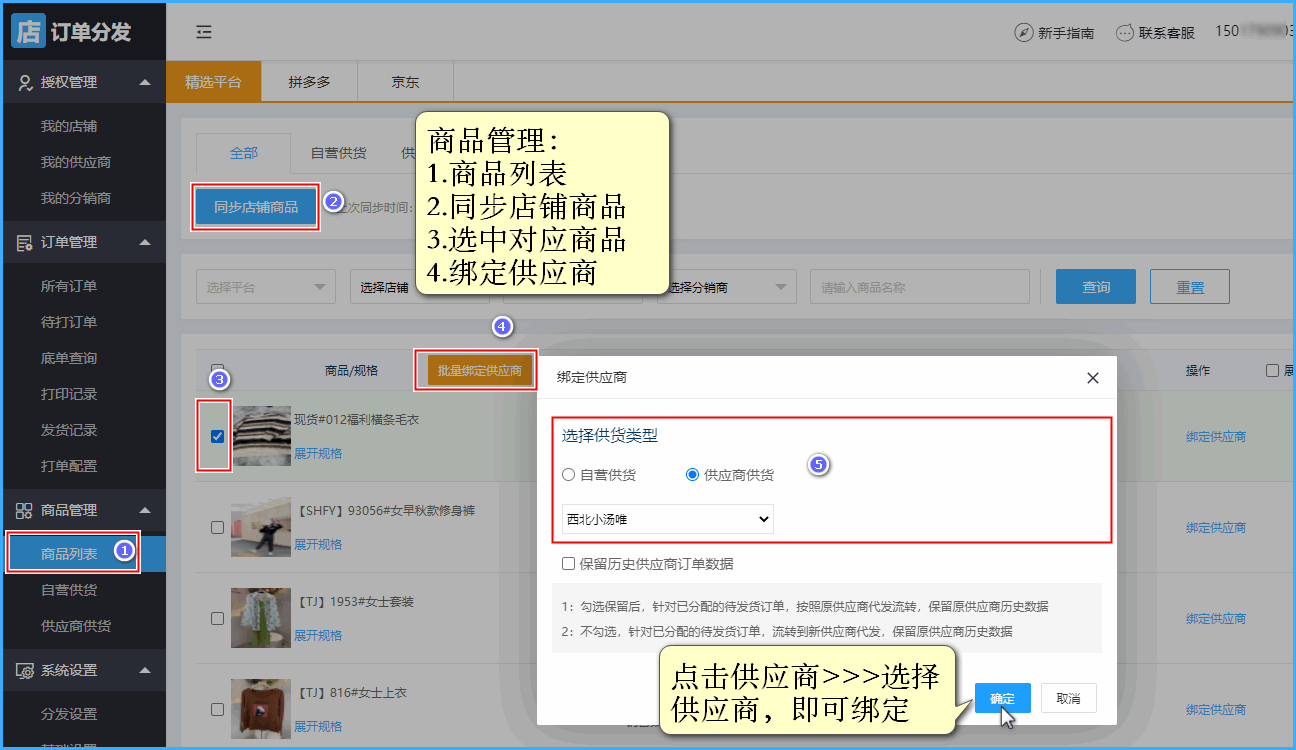 店 订单分发
新手指南
联系客服
150
授权管理
我的店铺
我的供应商
我的分销商
订单管理
所有订单
待打订单
底单查询
打印记录
发货记录
打单配置
商品管理
商品列表 1
自营供货
供应商供货
系统设置
分发设置
精选平台
拼多多
京东
全部
自营供货
供
同步店铺商品 2
次同步时间:
商品管理:
1.商品列表
2.同步店铺商品
3.选中对应商品
4.绑定供应商
选择平台
选择店铺
选择分销商
请输入商品名称
查询
重置
4
3
商品/规格
批量绑定供应商
操作
现货#012福利横条毛衣
展开规格
绑定供应商
【SHFY】93056#女早秋款修身裤
展开规格
绑定供应商
【TJ】1953#女士套装
展开规格
绑定供应商
【TJ】816#女士上衣
展开规格
绑定供应商
绑定供应商
选择供货类型
自营供货
供应商供货
5
西北小汤唯
保留历史供应商订单数据
1：勾选保留后，针对已分配的待发货订单，按照原供应商代发流转，保留原供应商历史数据
2：不勾选，针对已分配的待发货订单，流转到新供应商代发，保留原供应商历史数据
点击供应商>>>选择
供应商，即可绑定
确定
取消